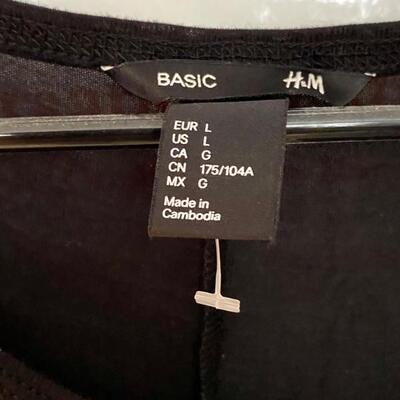 BASIC H&M
EUR L
US L
CA G
CN 175/104A
MX G
Made in
Cambodia